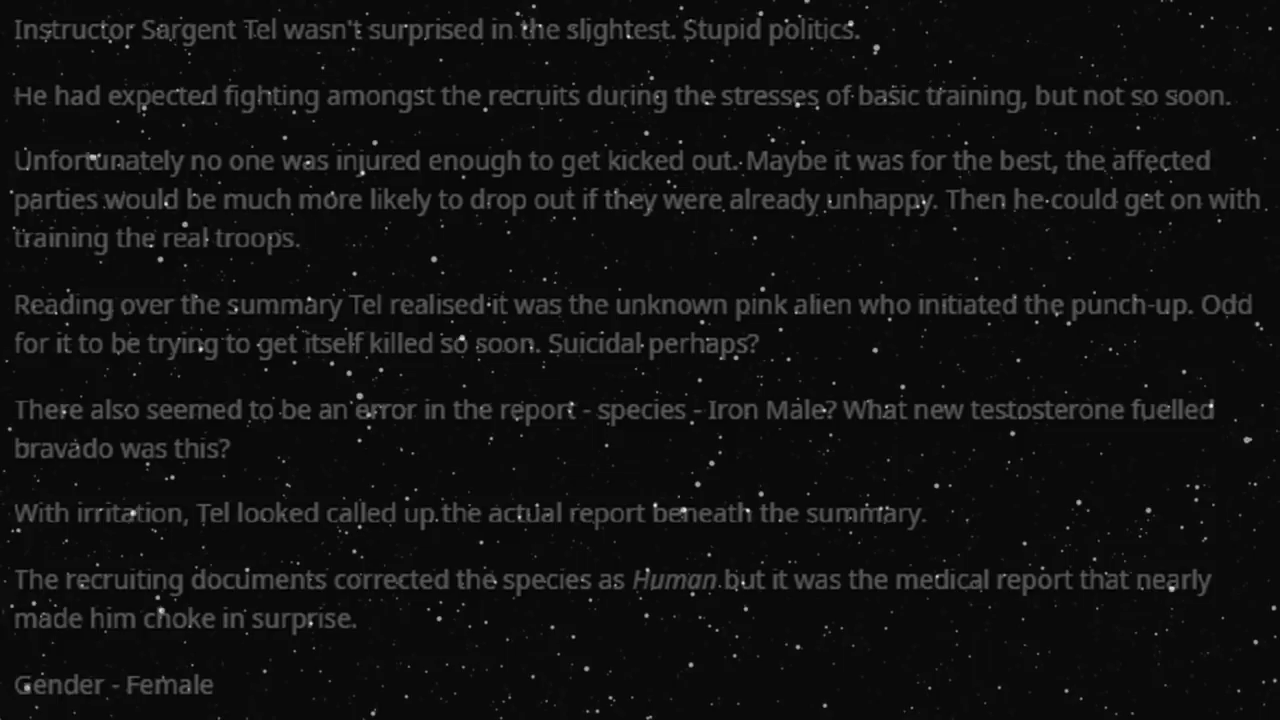 Instructor Sargent Tel wasn't surprised in the slightest. Stupid politics.
He had expected fighting amongst the recruits during the stresses of basic training, but not so soon.
Unfortunately no one was injured enough to get kicked out. Maybe it was for the best, the affected
parties would be much more likely to drop out if they were already unhappy. Then he could get on with
training the real troops.
Reading over the summary Tel realised it was the unknown pink alien who initiated the punch-up. Odd
for it to be trying to get itself killed so soon. Suicidal perhaps?
There also seemed to be an error in the report - species - Iron Male? What new testosterone fuelled
bravado was this?
With irritation, Tel looked called up the actual report beneath the summary.
The recruiting documents corrected the species as Human but it was the medical report that nearly
made him choke in surprise.
Gender - Female